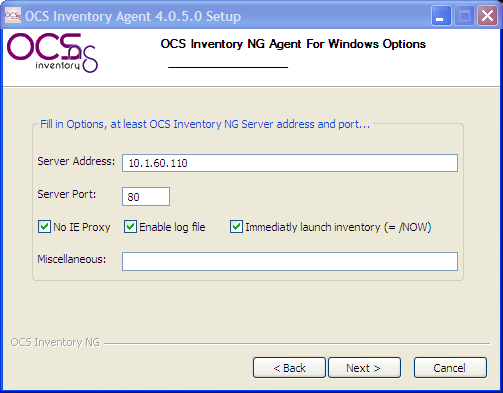 OCS Inventory Agent 4.0.5.0 Setup
OCSng
inventory
OCS Inventory NG Agent For Windows Options
Fill in Options, at least OCS Inventory NG Server address and port...
Server Address: 10.1.60.110
Server Port: 80
No IE Proxy Enable log file Immediatly launch inventory (= /NOW)
Miscellaneous:
OCS Inventory NG
< Back Next > Cancel